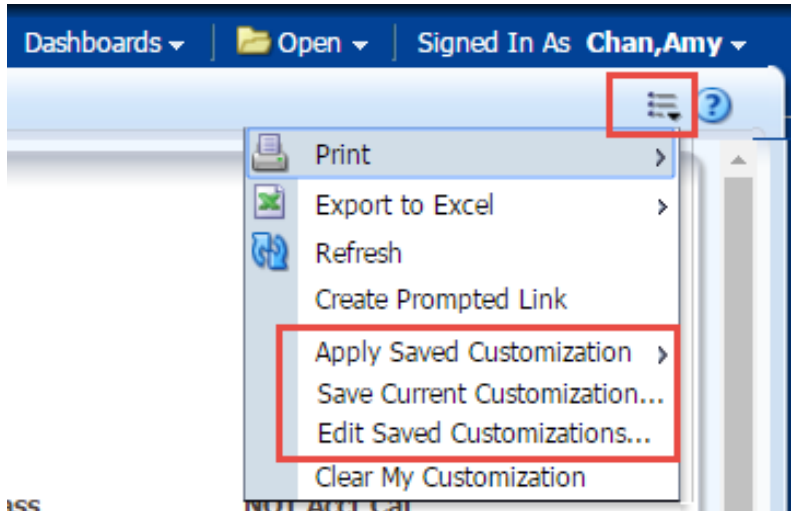 Dashboards Open Signed In As Chan,Amy
?
Print
Export to Excel
Refresh
Create Prompted Link
Apply Saved Customization
Save Current Customization...
Edit Saved Customizations...
Clear My Customization